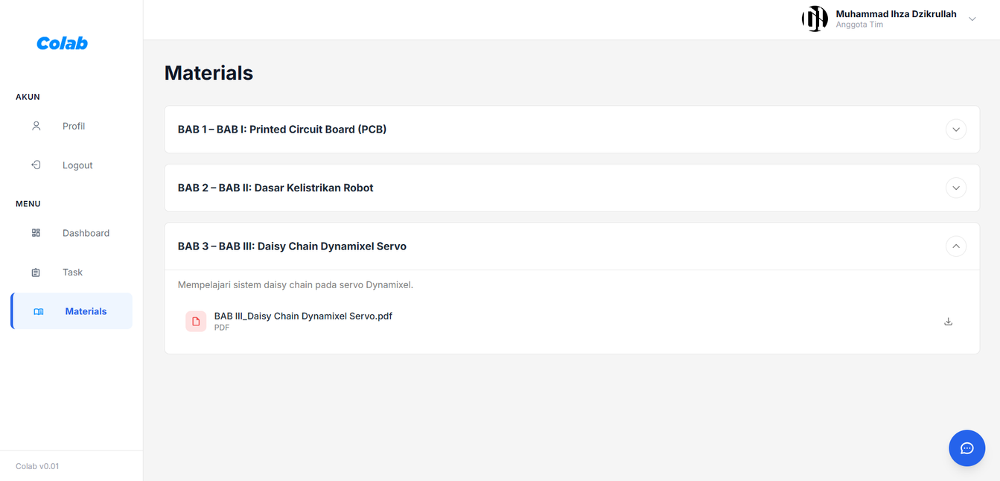 Colab
Muhammad Ihza Dzikrullah
Anggota Tim
AKUN
Profil
Logout
MENU
Dashboard
Task
Materials
Colab v0.01
Materials
BAB 1 – BAB I: Printed Circuit Board (PCB)
BAB 2 – BAB II: Dasar Kelistrikan Robot
BAB 3 – BAB III: Daisy Chain Dynamixel Servo
Mempelajari sistem daisy chain pada servo Dynamixel.
BAB III_Daisy Chain Dynamixel Servo.pdf
PDF